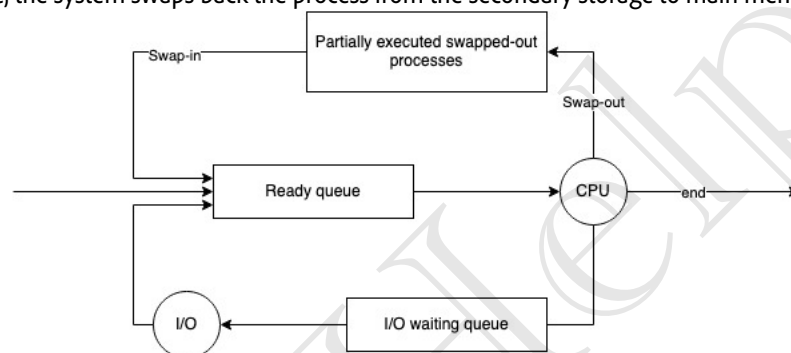 the system swaps back the process from the secondary storage to main
Partially executed swapped-out
processes
Swap-in
Swap-out
Ready queue
CPU
end
I/O
I/O waiting queue
Help